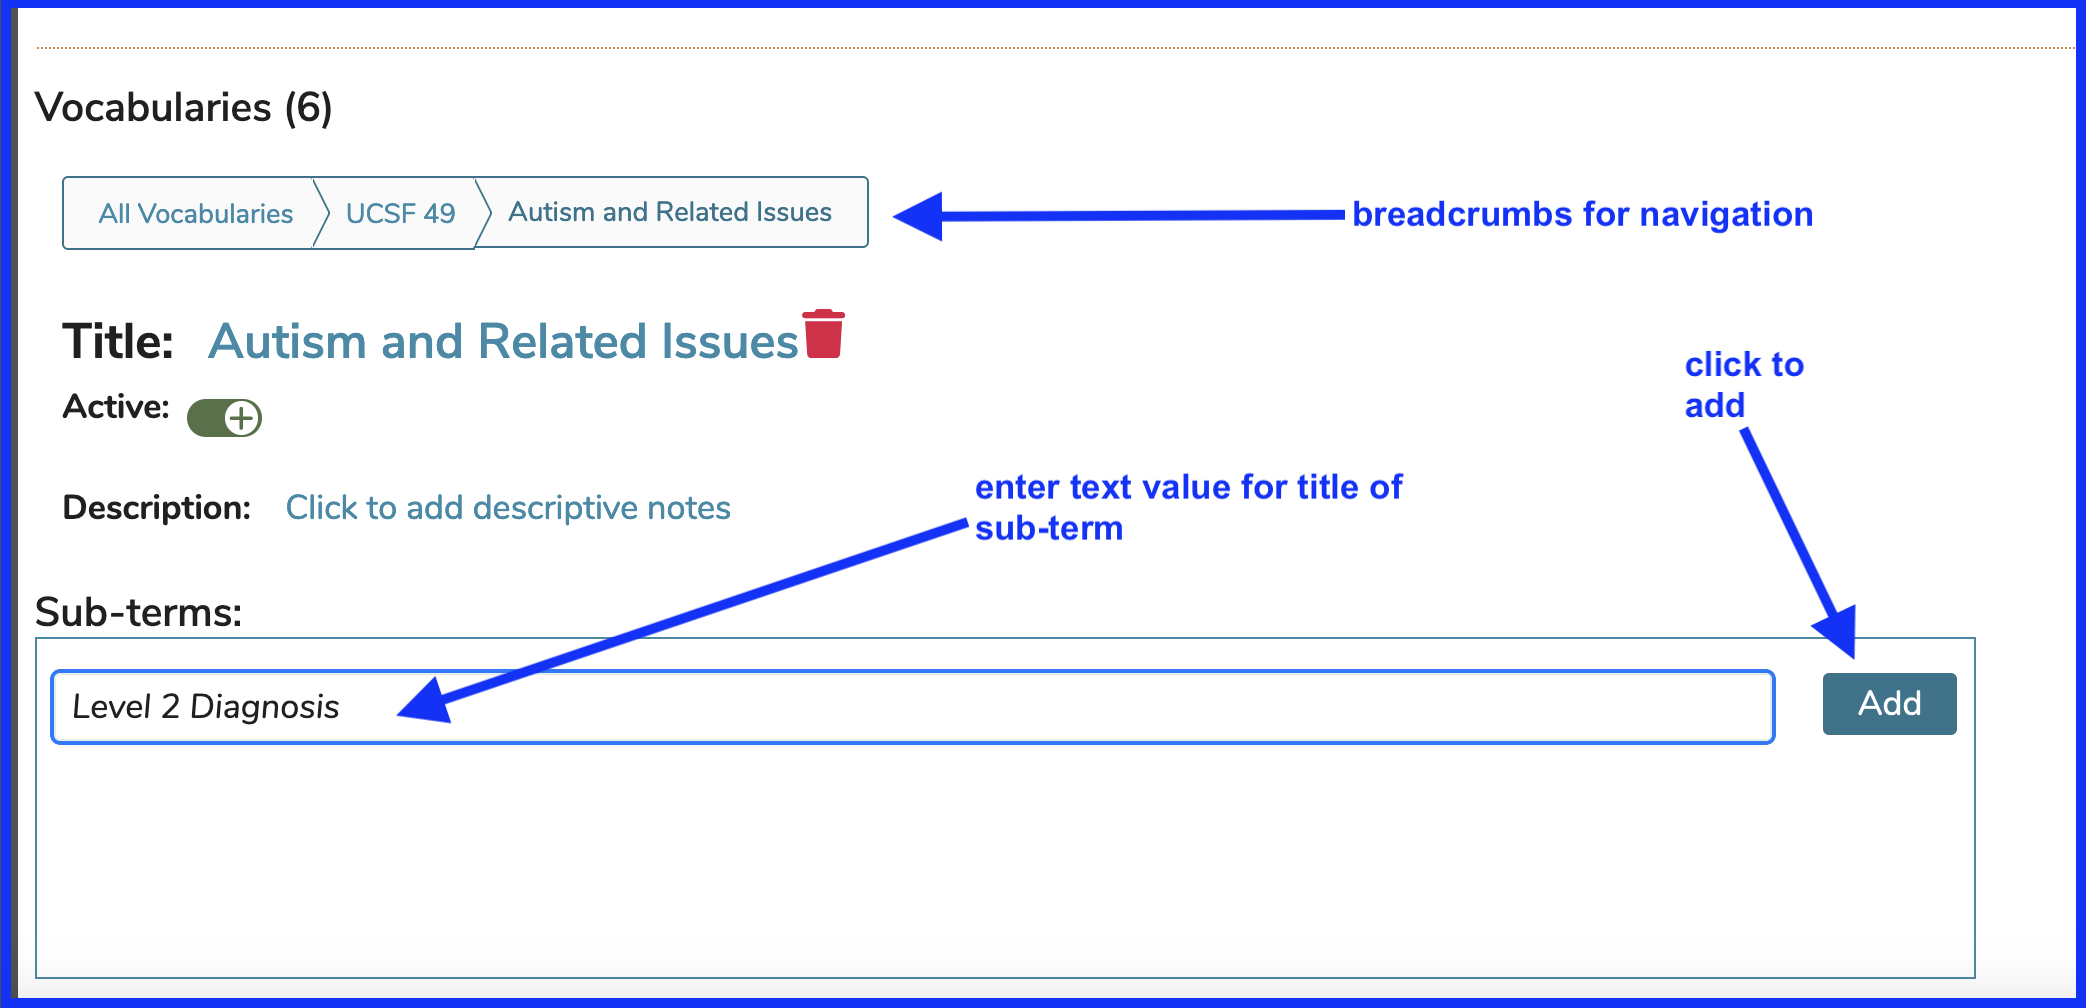 Vocabularies (6)
All Vocabularies UCSF 49 Autism and Related Issues
breadcrumbs for navigation
Title: Autism and Related Issues
Active:
click to
add
Description: Click to add descriptive notes
enter text value for title of
sub-term
Sub-terms:
Level 2 Diagnosis
Add